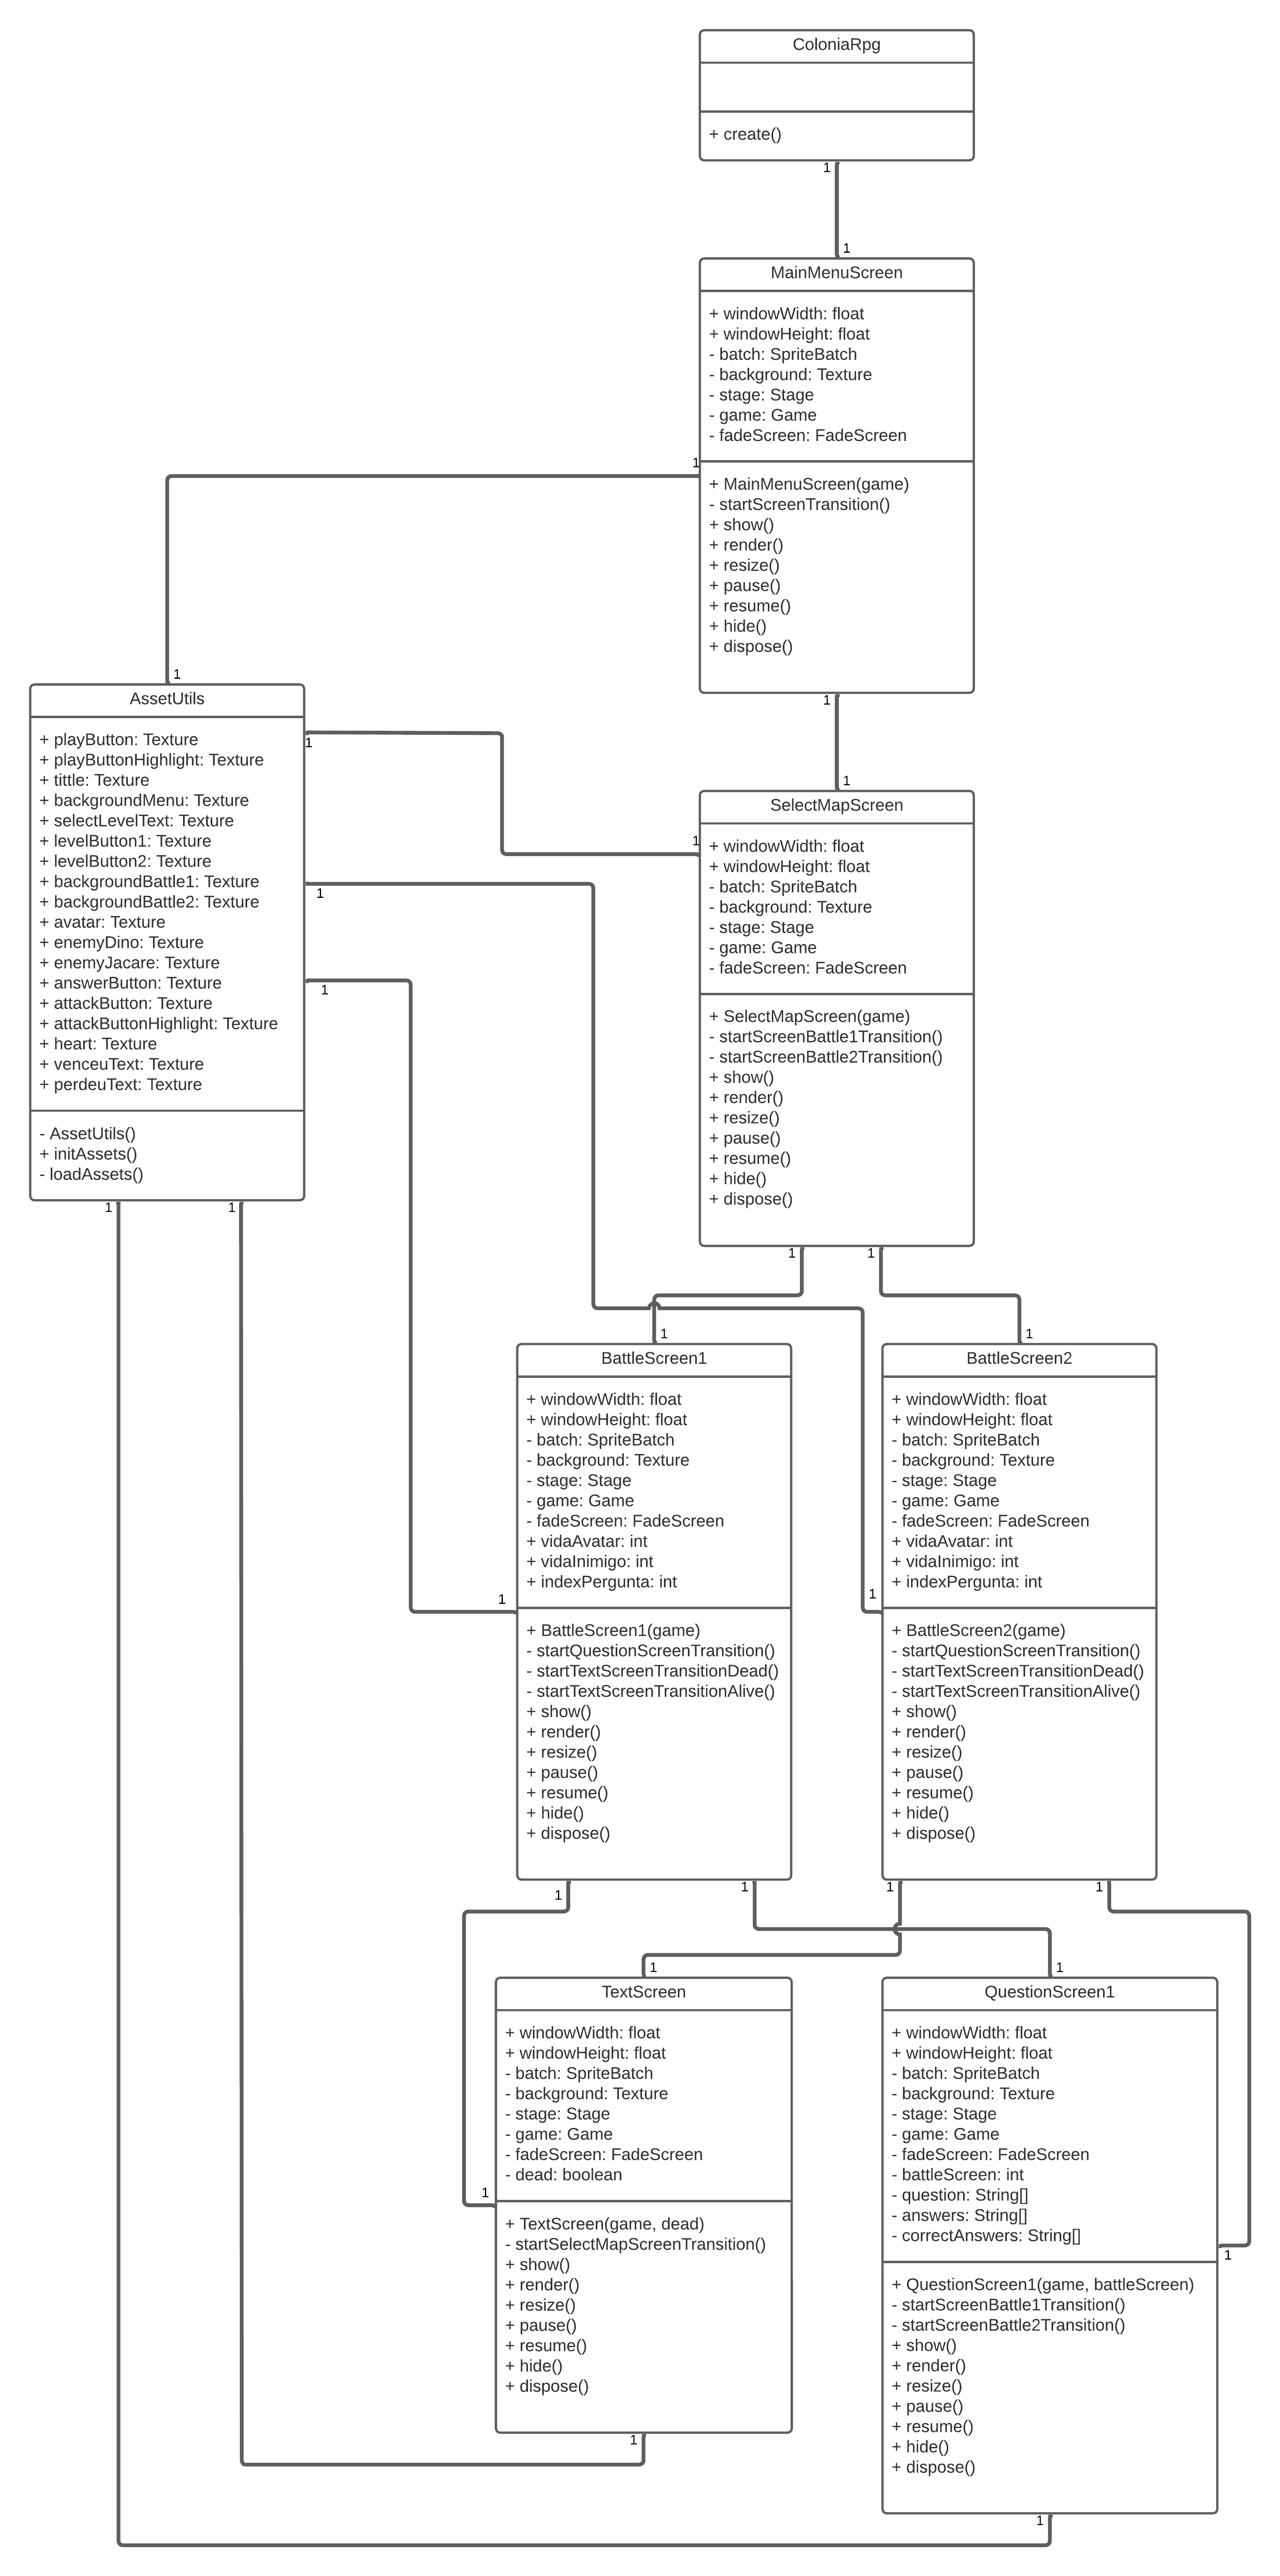 ColoniaRpg
+ create()
1
1
MainMenuScreen
+ windowWidth: float
+ windowHeight: float
- batch: SpriteBatch
- background: Texture
- stage: Stage
- game: Game
- fadeScreen: FadeScreen
1
+ MainMenuScreen(game)
- startScreenTransition()
+ show()
+ render()
+ resize()
+ pause()
+ resume()
+ hide()
+ dispose()
1
1
AssetUtils
+ playButton: Texture
+ playButtonHighlight: Texture
+ tittle: Texture
+ backgroundMenu: Texture
+ selectLevelText: Texture
+ levelButton1: Texture
+ levelButton2: Texture
+ backgroundBattle1: Texture
+ backgroundBattle2: Texture
+ avatar: Texture
+ enemyDino: Texture
+ enemyJacare: Texture
+ answerButton: Texture
+ attackButton: Texture
+ attackButtonHighlight: Texture
+ heart: Texture
+ venceuText: Texture
+ perdeuText: Texture
- AssetUtils()
+ initAssets()
- loadAssets()
1
1
1
1
1
1
1
SelectMapScreen
+ windowWidth: float
+ windowHeight: float
- batch: SpriteBatch
- background: Texture
- stage: Stage
- game: Game
- fadeScreen: FadeScreen
+ SelectMapScreen(game)
- startScreenBattle1Transition()
- startScreenBattle2Transition()
+ show()
+ render()
+ resize()
+ pause()
+ resume()
+ hide()
+ dispose()
1
1
1
1
BattleScreen1
+ windowWidth: float
+ windowHeight: float
- batch: SpriteBatch
- background: Texture
- stage: Stage
- game: Game
- fadeScreen: FadeScreen
+ vidaAvatar: int
+ vidaInimigo: int
+ indexPergunta: int
1
+ BattleScreen1(game)
- startQuestionScreenTransition()
- startTextScreenTransitionDead()
- startTextScreenTransitionAlive()
+ show()
+ render()
+ resize()
+ pause()
+ resume()
+ hide()
+ dispose()
1
1
BattleScreen2
+ windowWidth: float
+ windowHeight: float
- batch: SpriteBatch
- background: Texture
- stage: Stage
- game: Game
- fadeScreen: FadeScreen
+ vidaAvatar: int
+ vidaInimigo: int
+ indexPergunta: int
1
+ BattleScreen2(game)
- startQuestionScreenTransition()
- startTextScreenTransitionDead()
- startTextScreenTransitionAlive()
+ show()
+ render()
+ resize()
+ pause()
+ resume()
+ hide()
+ dispose()
1
1
1
1
TextScreen
+ windowWidth: float
+ windowHeight: float
- batch: SpriteBatch
- background: Texture
- stage: Stage
- game: Game
- fadeScreen: FadeScreen
- dead: boolean
1
+ TextScreen(game, dead)
- startSelectMapScreenTransition()
+ show()
+ render()
+ resize()
+ pause()
+ resume()
+ hide()
+ dispose()
1
QuestionScreen1
+ windowWidth: float
+ windowHeight: float
- batch: SpriteBatch
- background: Texture
- stage: Stage
- game: Game
- fadeScreen: FadeScreen
- battleScreen: int
- question: String[]
- answers: String[]
- correctAnswers: String[]
1
+ QuestionScreen1(game, battleScreen)
- startScreenBattle1Transition()
- startScreenBattle2Transition()
+ show()
+ render()
+ resize()
+ pause()
+ resume()
+ hide()
+ dispose()
1